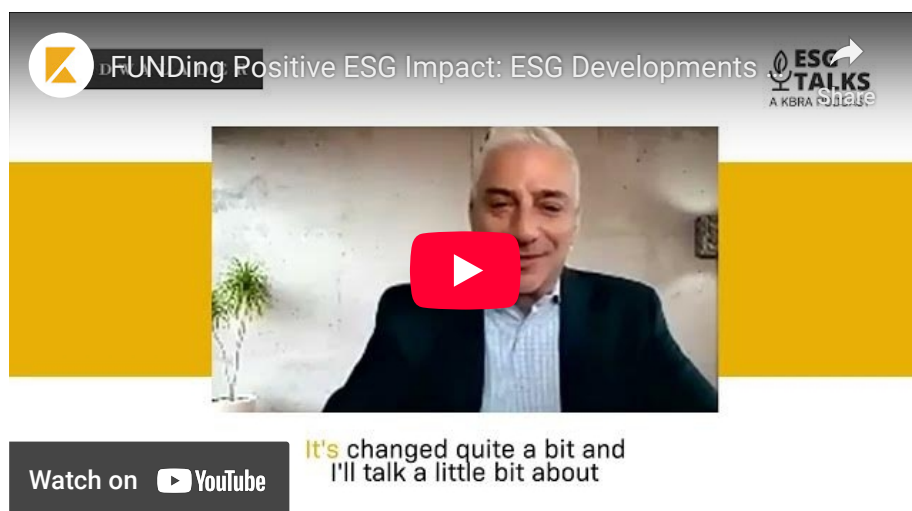 FUNDing Positive ESG Impact: ESG Developments ...
ESG
TALKS
A KBRA PODCAST
Share
It's changed quite a bit and
I'll talk a little bit about
Watch on YouTube